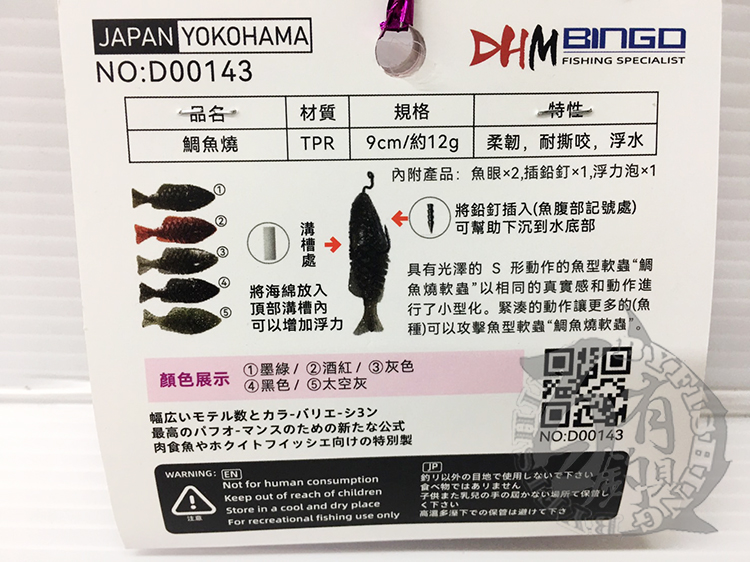 JAPAN YOKOHAMA
NO:D00143
DHM BINGO
FISHING SPECIALIST
品名 材質 規格 特性
鯛魚燒 TPR 9cm/約12g 柔韌，耐撕咬，浮水
內附產品：魚眼×2,插鉛釘×1,浮力泡×1
①
②
③
④
⑤
溝
槽
處
將海綿放入
頂部溝槽內
可以增加浮力
將鉛釘插入(魚腹部記號處)
可幫助下沉到水底部
具有光澤的 S 形動作的魚型軟蟲“鯛
魚燒軟蟲”以相同的真實感和動作進
行了小型化。緊湊的動作讓更多的(魚
種)可以攻擊魚型軟蟲“鯛魚燒軟蟲”。
顏色展示
①墨綠/ ②酒紅/ ③灰色
④黑色/ ⑤太空灰
幅広いモデル数とカラ-バリエ-シ3ン
最高のパフオ-マンスのための新たな公式
肉食魚やホクイトフイッシエ向けの特別製
NO:D00143
WARNING: EN
Not for human consumption
Keep out of reach of children
Store in a cool and dry place
For recreational fishing use only
注意
JP
釣リ以外の目地で使用しないで下さい
食べ物ではありません
子供また乳兒の手の屆かない場所て保管し
く下さい
高溫多湿下での保管は避けて下さ